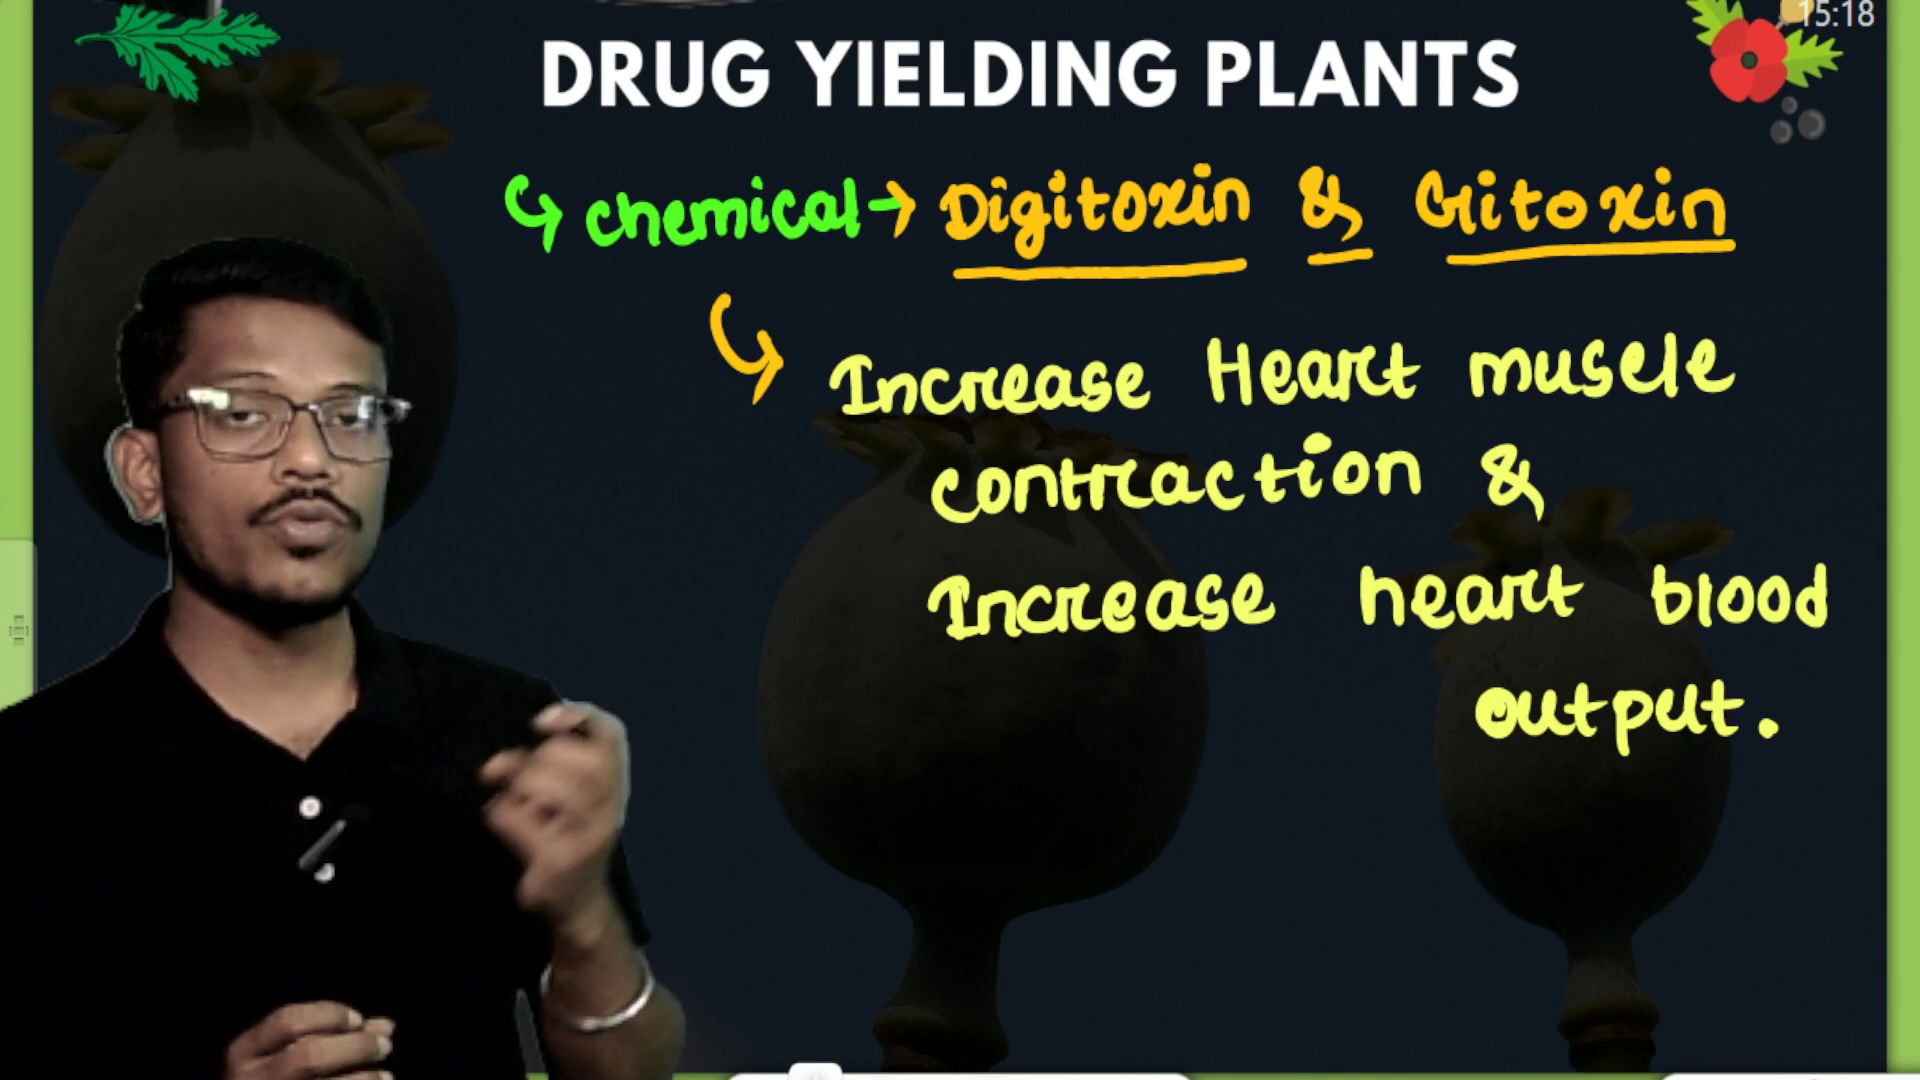 15:18
DRUG YIELDING PLANTS
↳ chemical → Digitoxin & Gitoxin
↳ Increase Heart muscle
contraction &
Increase heart blood
output.